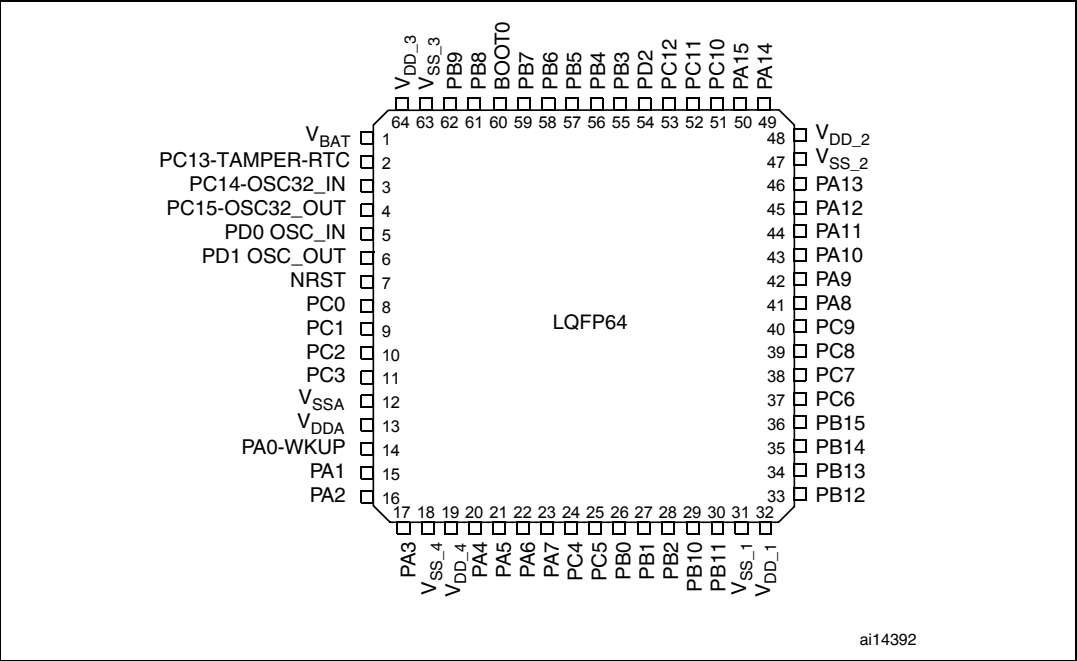 VDD_3 VSS_3 PB9 PB8 BOOT0 PB7 PB6 PB5 PB4 PB3 PD2 PC12 PC11 PC10 PA15 PA14
64 63 62 61 60 59 58 57 56 55 54 53 52 51 50 49
VBAT 1 48 VDD_2
PC13-TAMPER-RTC 2 47 VSS_2
PC14-OSC32_IN 3 46 PA13
PC15-OSC32_OUT 4 45 PA12
PD0 OSC_IN 5 44 PA11
PD1 OSC_OUT 6 43 PA10
NRST 7 42 PA9
PC0 8 41 PA8
PC1 9 LQFP64 40 PC9
PC2 10 39 PC8
PC3 11 38 PC7
VSSA 12 37 PC6
VDDA 13 36 PB15
PA0-WKUP 14 35 PB14
PA1 15 34 PB13
PA2 16 33 PB12
17 18 19 20 21 22 23 24 25 26 27 28 29 30 31 32
PA3 VSS_4 VDD_4 PA4 PA5 PA6 PA7 PC4 PC5 PB0 PB1 PB2 PB10 PB11 VSS_1 VDD_1
ai14392